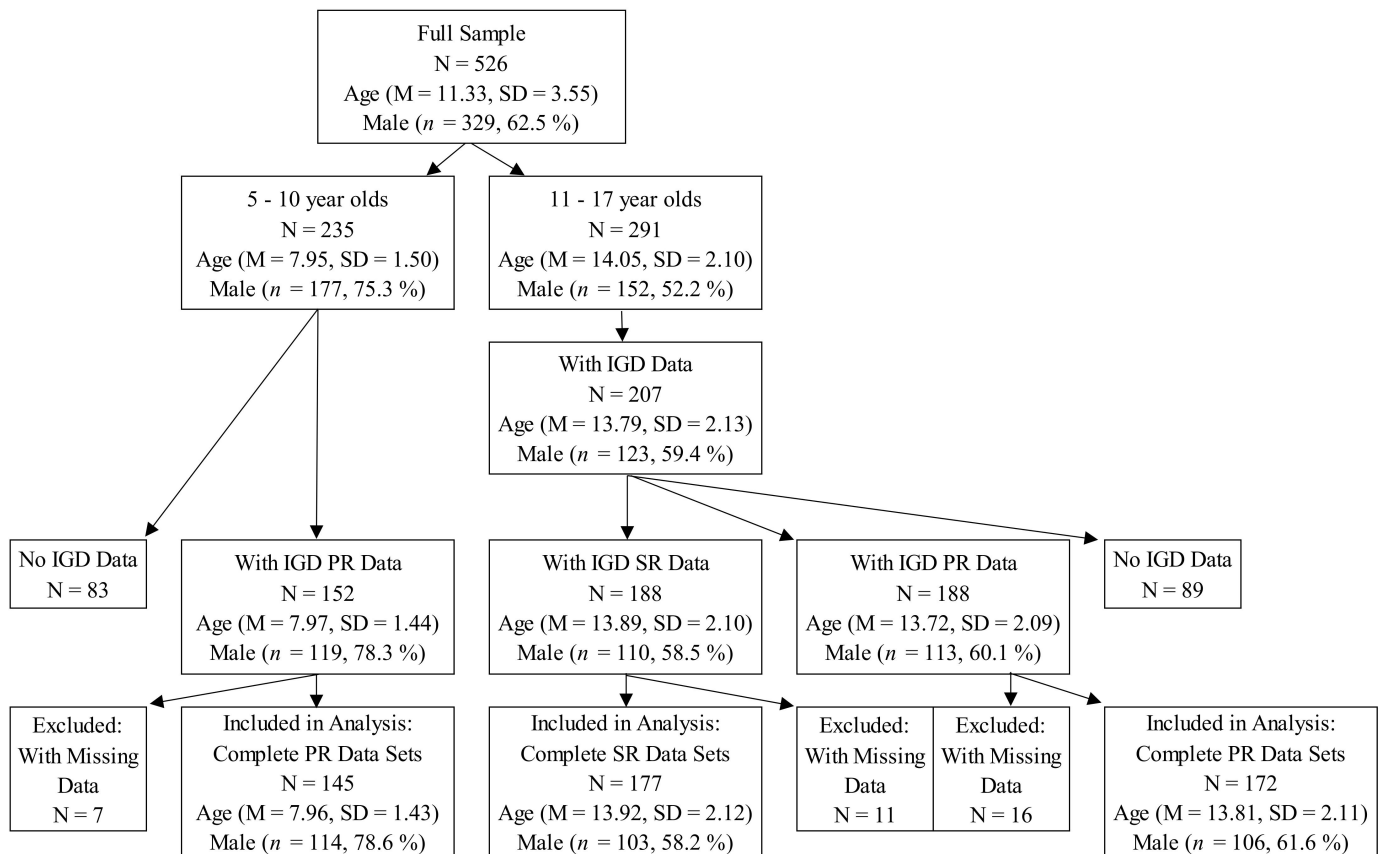 Full Sample
N = 526
Age (M = 11.33, SD = 3.55)
Male (n = 329, 62.5 %)
5 - 10 year olds
N = 235
Age (M = 7.95, SD = 1.50)
Male (n = 177, 75.3 %)
11 - 17 year olds
N = 291
Age (M = 14.05, SD = 2.10)
Male (n = 152, 52.2 %)
With IGD Data
N = 207
Age (M = 13.79, SD = 2.13)
Male (n = 123, 59.4 %)
No IGD Data
N = 83
With IGD PR Data
N = 152
Age (M = 7.97, SD = 1.44)
Male (n = 119, 78.3 %)
With IGD SR Data
N = 188
Age (M = 13.89, SD = 2.10)
Male (n = 110, 58.5 %)
With IGD PR Data
N = 188
Age (M = 13.72, SD = 2.09)
Male (n = 113, 60.1 %)
No IGD Data
N = 89
Excluded:
With Missing
Data
N = 7
Included in Analysis:
Complete PR Data Sets
N = 145
Age (M = 7.96, SD = 1.43)
Male (n = 114, 78.6 %)
Included in Analysis:
Complete SR Data Sets
N = 177
Age (M = 13.92, SD = 2.12)
Male (n = 103, 58.2 %)
Excluded:
With Missing
Data
N = 11
Excluded:
With Missing
Data
N = 16
Included in Analysis:
Complete PR Data Sets
N = 172
Age (M = 13.81, SD = 2.11)
Male (n = 106, 61.6 %)